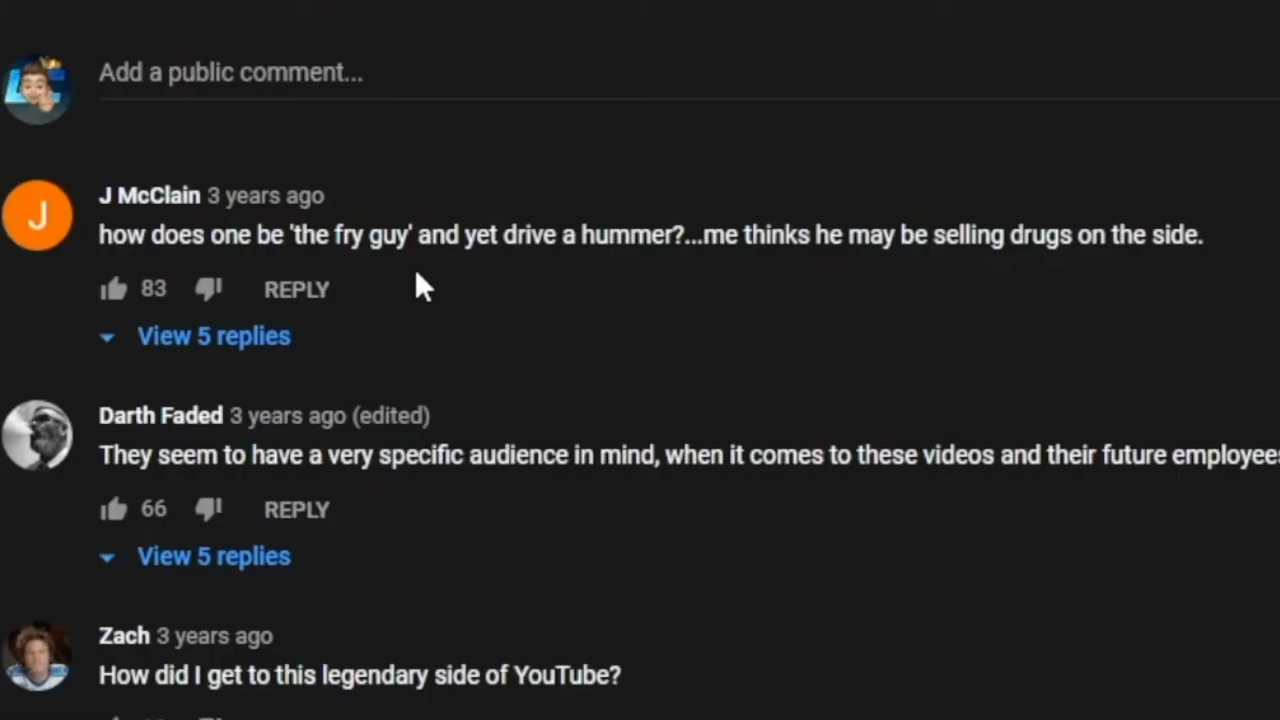 Add a public comment...
J McClain 3 years ago
J
how does one be 'the fry guy' and yet drive a hummer?...me thinks he may be selling drugs on the side.
83 REPLY
View 5 replies
Darth Faded 3 years ago (edited)
They seem to have a very specific audience in mind, when it comes to these videos and their future employees
66 REPLY
View 5 replies
Zach 3 years ago
How did I get to this legendary side of YouTube?